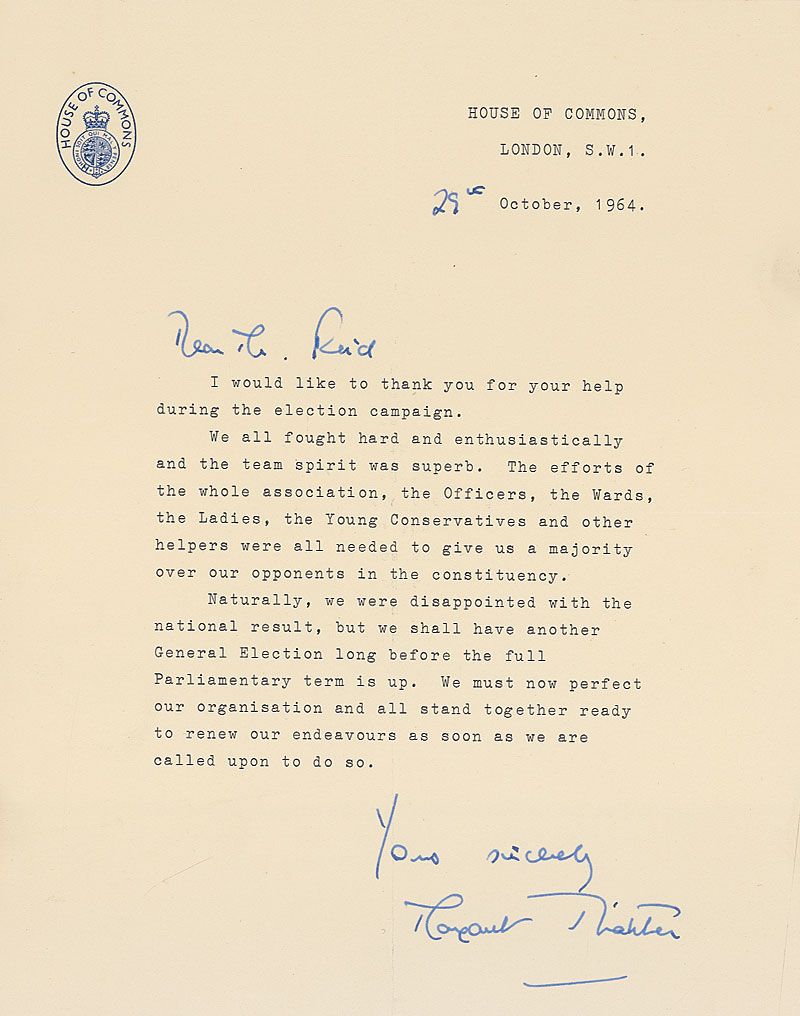 HOUSE OF COMMONS
HOUSE OF COMMONS,
LONDON, S.W.1.
29th October, 1964.
Dear Mr. Reid
I would like to thank you for your help
during the election campaign.
We all fought hard and enthusiastically
and the team spirit was superb. The efforts of
the whole association, the Officers, the Wards,
the Ladies, the Young Conservatives and other
helpers were all needed to give us a majority
over our opponents in the constituency.
Naturally, we were disappointed with the
national result, but we shall have another
General Election long before the full
Parliamentary term is up. We must now perfect
our organisation and all stand together ready
to renew our endeavours as soon as we are
called upon to do so.
Yours sincerely
Margaret Thatcher